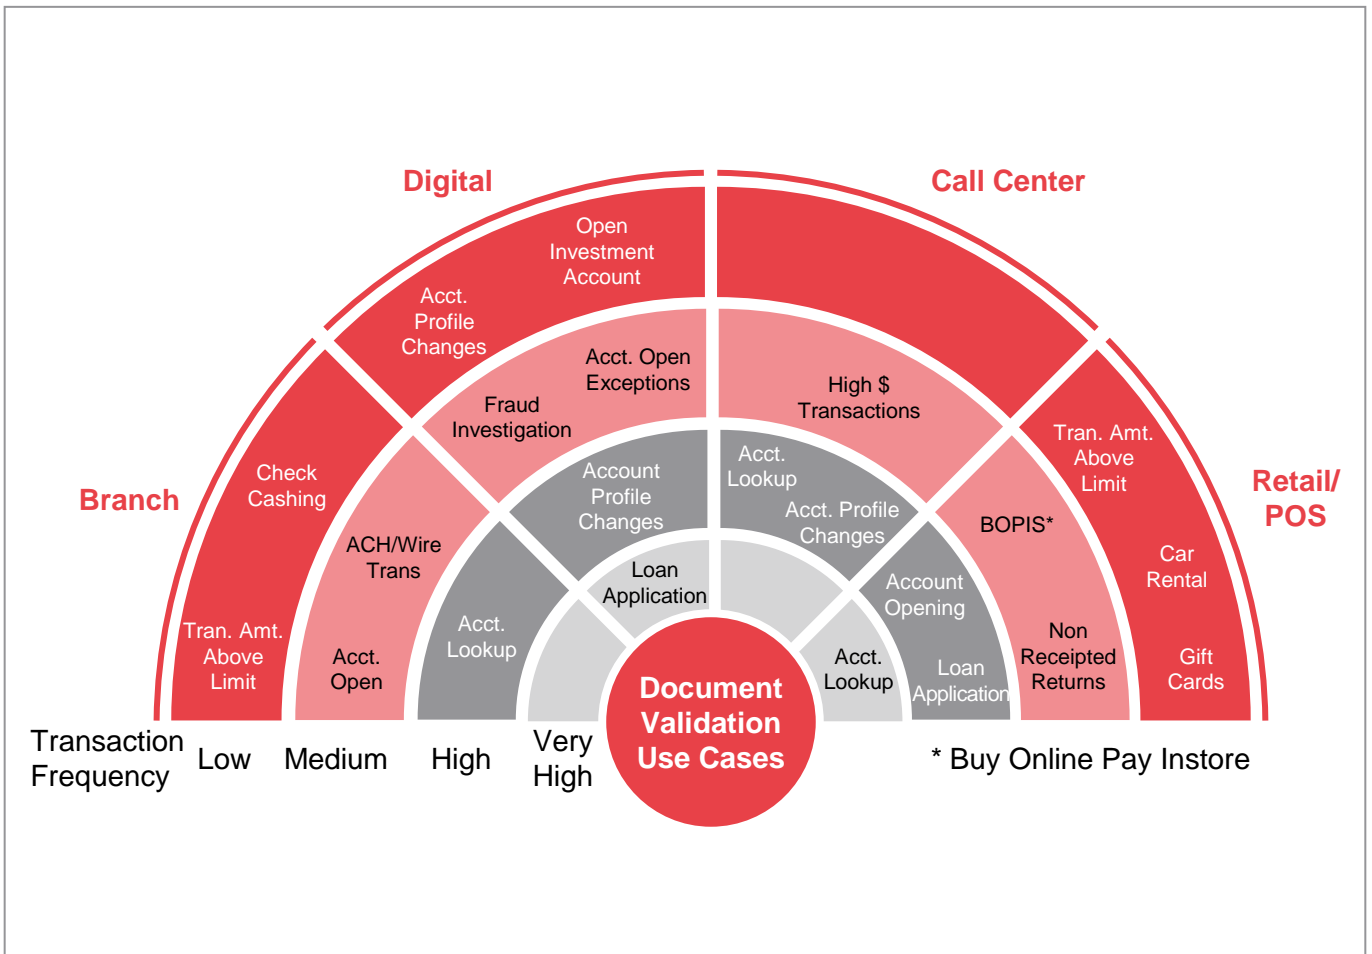 Digital
Call Center
Open
Investment
Account
Acct.
Profile
Changes
Acct. Open
Exceptions
Fraud
Investigation
High $
Transactions
Tran. Amt.
Above
Limit
Check
Cashing
Account
Profile
Changes
Acct.
Lookup
Acct. Profile
Changes
Branch
Retail/
POS
BOPIS*
ACH/Wire
Trans
Car
Rental
Loan
Application
Account
Opening
Tran. Amt.
Above
Limit
Acct.
Open
Acct.
Lookup
Acct.
Lookup
Loan
Application
Non
Receipted
Returns
Gift
Cards
Document
Validation
Use Cases
Transaction
Frequency
Low
Medium
High
Very
High
* Buy Online Pay Instore